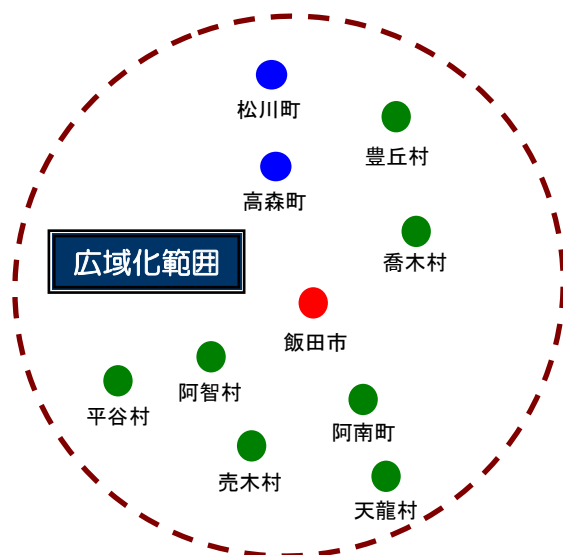 松川町
豊丘村
高森町
喬木村
広域化範囲
飯田市
阿智村
平谷村
阿南町
売木村
天龍村